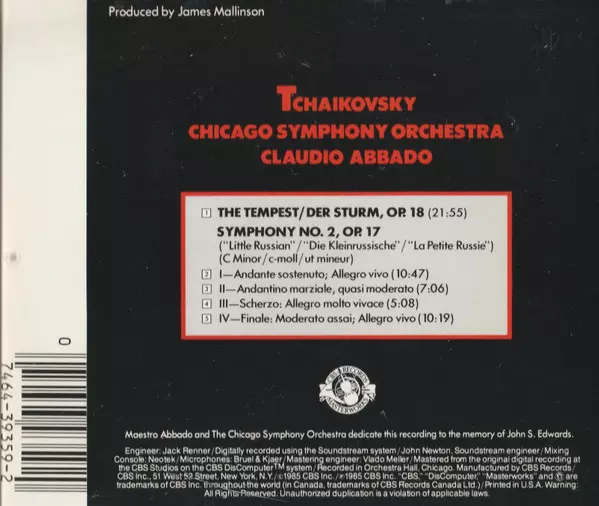 Produced by James Mallinson
TCHAIKOVSKY
CHICAGO SYMPHONY ORCHESTRA
CLAUDIO ABBADO
1 THE TEMPEST/DER STURM, OP. 18 (21:55)
SYMPHONY NO. 2, OP. 17
("Little Russian"/"Die Kleinrussische"/"La Petite Russie")
(C Minor/c-moll/ut mineur)
2 I—Andante sostenuto; Allegro vivo (10:47)
3 II—Andantino marziale, quasi moderato (7:06)
4 III—Scherzo: Allegro molto vivace (5:08)
5 IV—Finale: Moderato assai; Allegro vivo (10:19)
CBS RECORDS
MASTERWORKS
Maestro Abbado and The Chicago Symphony Orchestra dedicate this recording to the memory of John S. Edwards.
Engineer: Jack Renner/Digitally recorded using the Soundstream system/John Newton, Soundstream engineer/Mixing
Console: Neotek/Microphones: Bruel & Kjaer/Mastering engineer: Vlado Meller/Mastered from the original digital recording at
the CBS Studios on the CBS DisComputer™ system/Recorded in Orchestra Hall, Chicago. Manufactured by CBS Records/
CBS Inc., 51 West 52 Street, New York, N.Y./©1985 CBS Inc./℗1985 CBS Inc. "CBS," "DisComputer," "Masterworks" and are
trademarks of CBS Inc. throughout the world (in Canada, trademarks of CBS Records Canada Ltd.)/Printed in U.S.A. Warning:
All Rights Reserved. Unauthorized duplication is a violation of applicable laws.
0
7464-39359-2